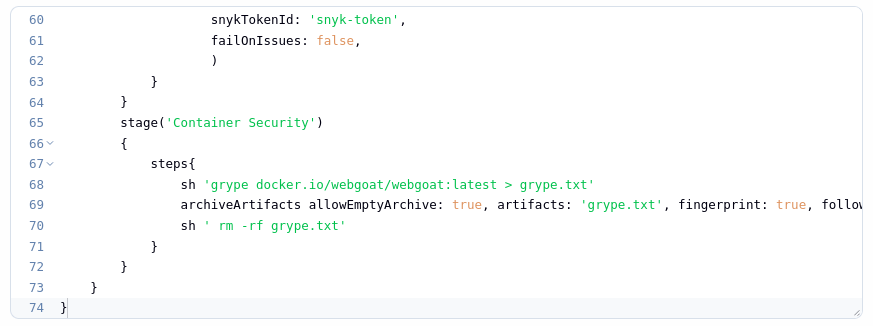 60 snykTokenId: 'snyk-token',
61 failOnIssues: false,
62 )
63 }
64 }
65 stage('Container Security')
66 {
67 steps{
68 sh 'grype docker.io/webgoat/webgoat:latest > grype.txt'
69 archiveArtifacts allowEmptyArchive: true, artifacts: 'grype.txt', fingerprint: true, follow
70 sh ' rm -rf grype.txt'
71 }
72 }
73 }
74 }